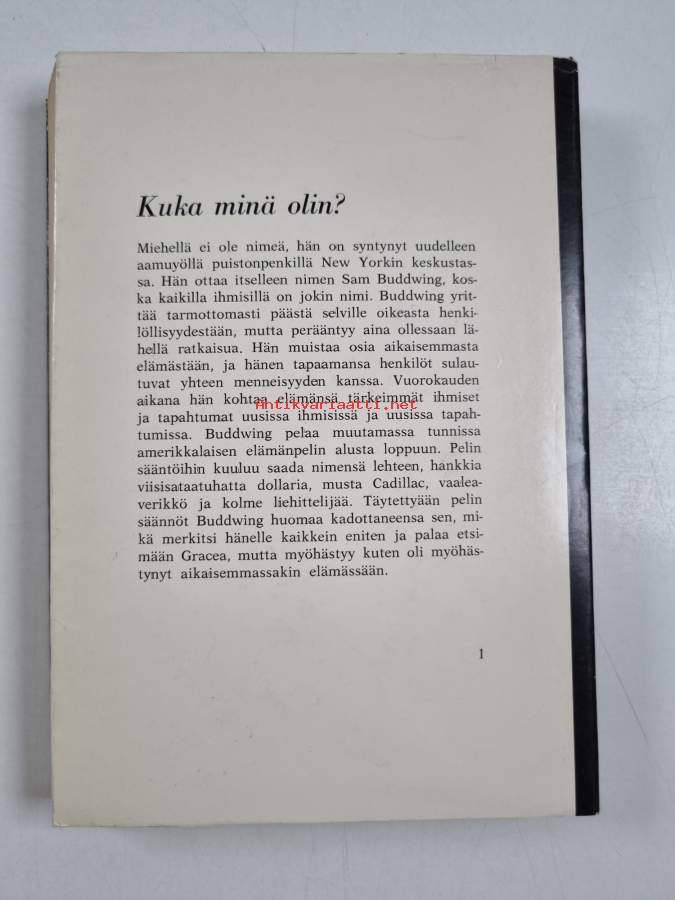 Kuka minä olin?
Miehellä ei ole nimeä, hän on syntynyt uudelleen
aamuyöllä puistonpenkillä New Yorkin keskustas-
sa. Hän ottaa itselleen nimen Sam Buddwing, kos-
ka kaikilla ihmisillä on jokin nimi. Buddwing yrit-
tää tarmottomasti päästä selville oikeasta henki-
löllisyydestään, mutta perääntyy aina ollessaan lä-
hellä ratkaisua. Hän muistaa osia aikaisemmasta
elämästään, ja hänen tapaamansa henkilöt sulau-
tuvat yhteen menneisyyden kanssa. Vuorokauden
aikana hän kohtaa elämänsä tärkeimmät ihmiset
Antikvariaatti.net
ja tapahtumat uusissa ihmisissä ja uusissa tapah-
tumissa. Buddwing pelaa muutamassa tunnissa
amerikkalaisen elämänpelin alusta loppuun. Pelin
sääntöihin kuuluu saada nimensä lehteen, hankkia
viisisataatuhatta dollaria, musta Cadillac, vaalea-
verikkö ja kolme liehittelijää. Täytettyään pelin
säännöt Buddwing huomaa kadottaneensa sen, mi-
kä merkitsi hänelle kaikkein eniten ja palaa etsi-
mään Gracea, mutta myöhästyy kuten oli myöhäs-
tynyt aikaisemmassakin elämässään.
1